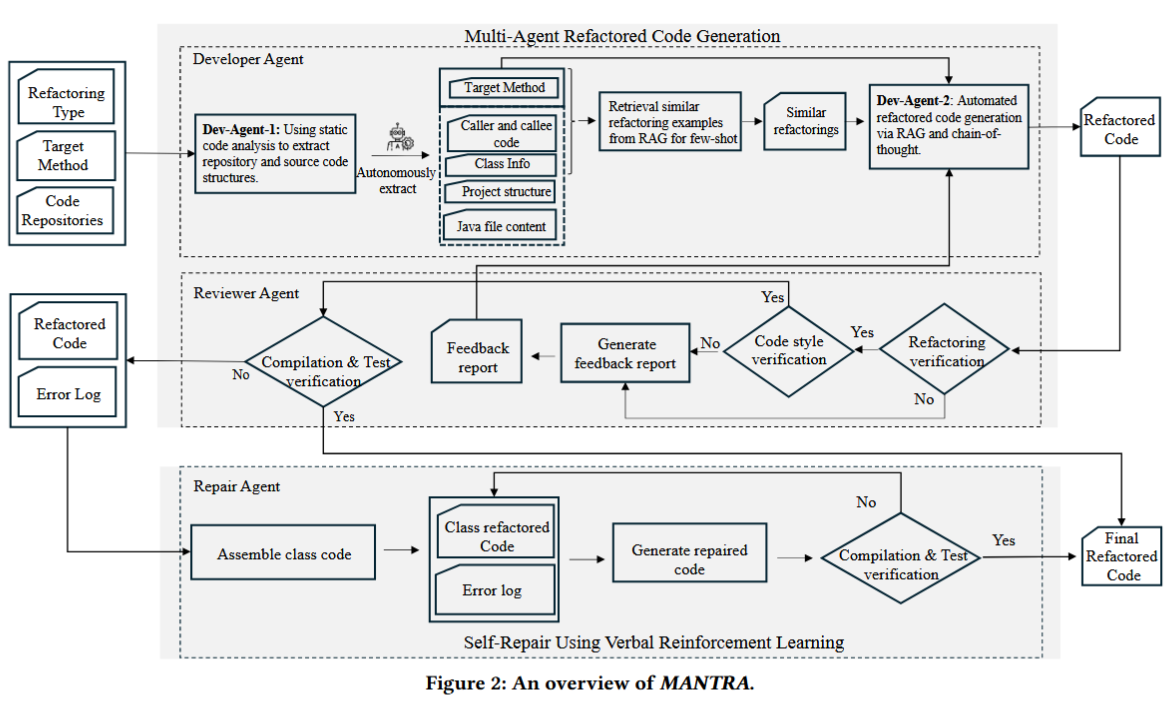 Multi-Agent Refactored Code Generation
Developer Agent
Refactoring
Type
Target
Method
Code
Repositories
Dev-Agent-1: Using static
code analysis to extract
repository and source code
structures.
Autonomously
extract
Target Method
Caller and callee
code
Class Info
Project structure
Java file content
Retrieval similar
refactoring examples
from RAG for few-shot
Similar
refactorings
Dev-Agent-2: Automated
refactored code generation
via RAG and chain-of-
thought.
Refactored
Code
Reviewer Agent
Refactored
Code
Error Log
Compilation & Test
verification
No
Yes
Feedback
report
Generate
feedback report
No
Yes
Code style
verification
Yes
Refactoring
verification
No
Repair Agent
Assemble class code
Class refactored
Code
Error log
Generate repaired
code
No
Compilation & Test
verification
Yes
Final
Refactored
Code
Self-Repair Using Verbal Reinforcement Learning
Figure 2: An overview of MANTRA.